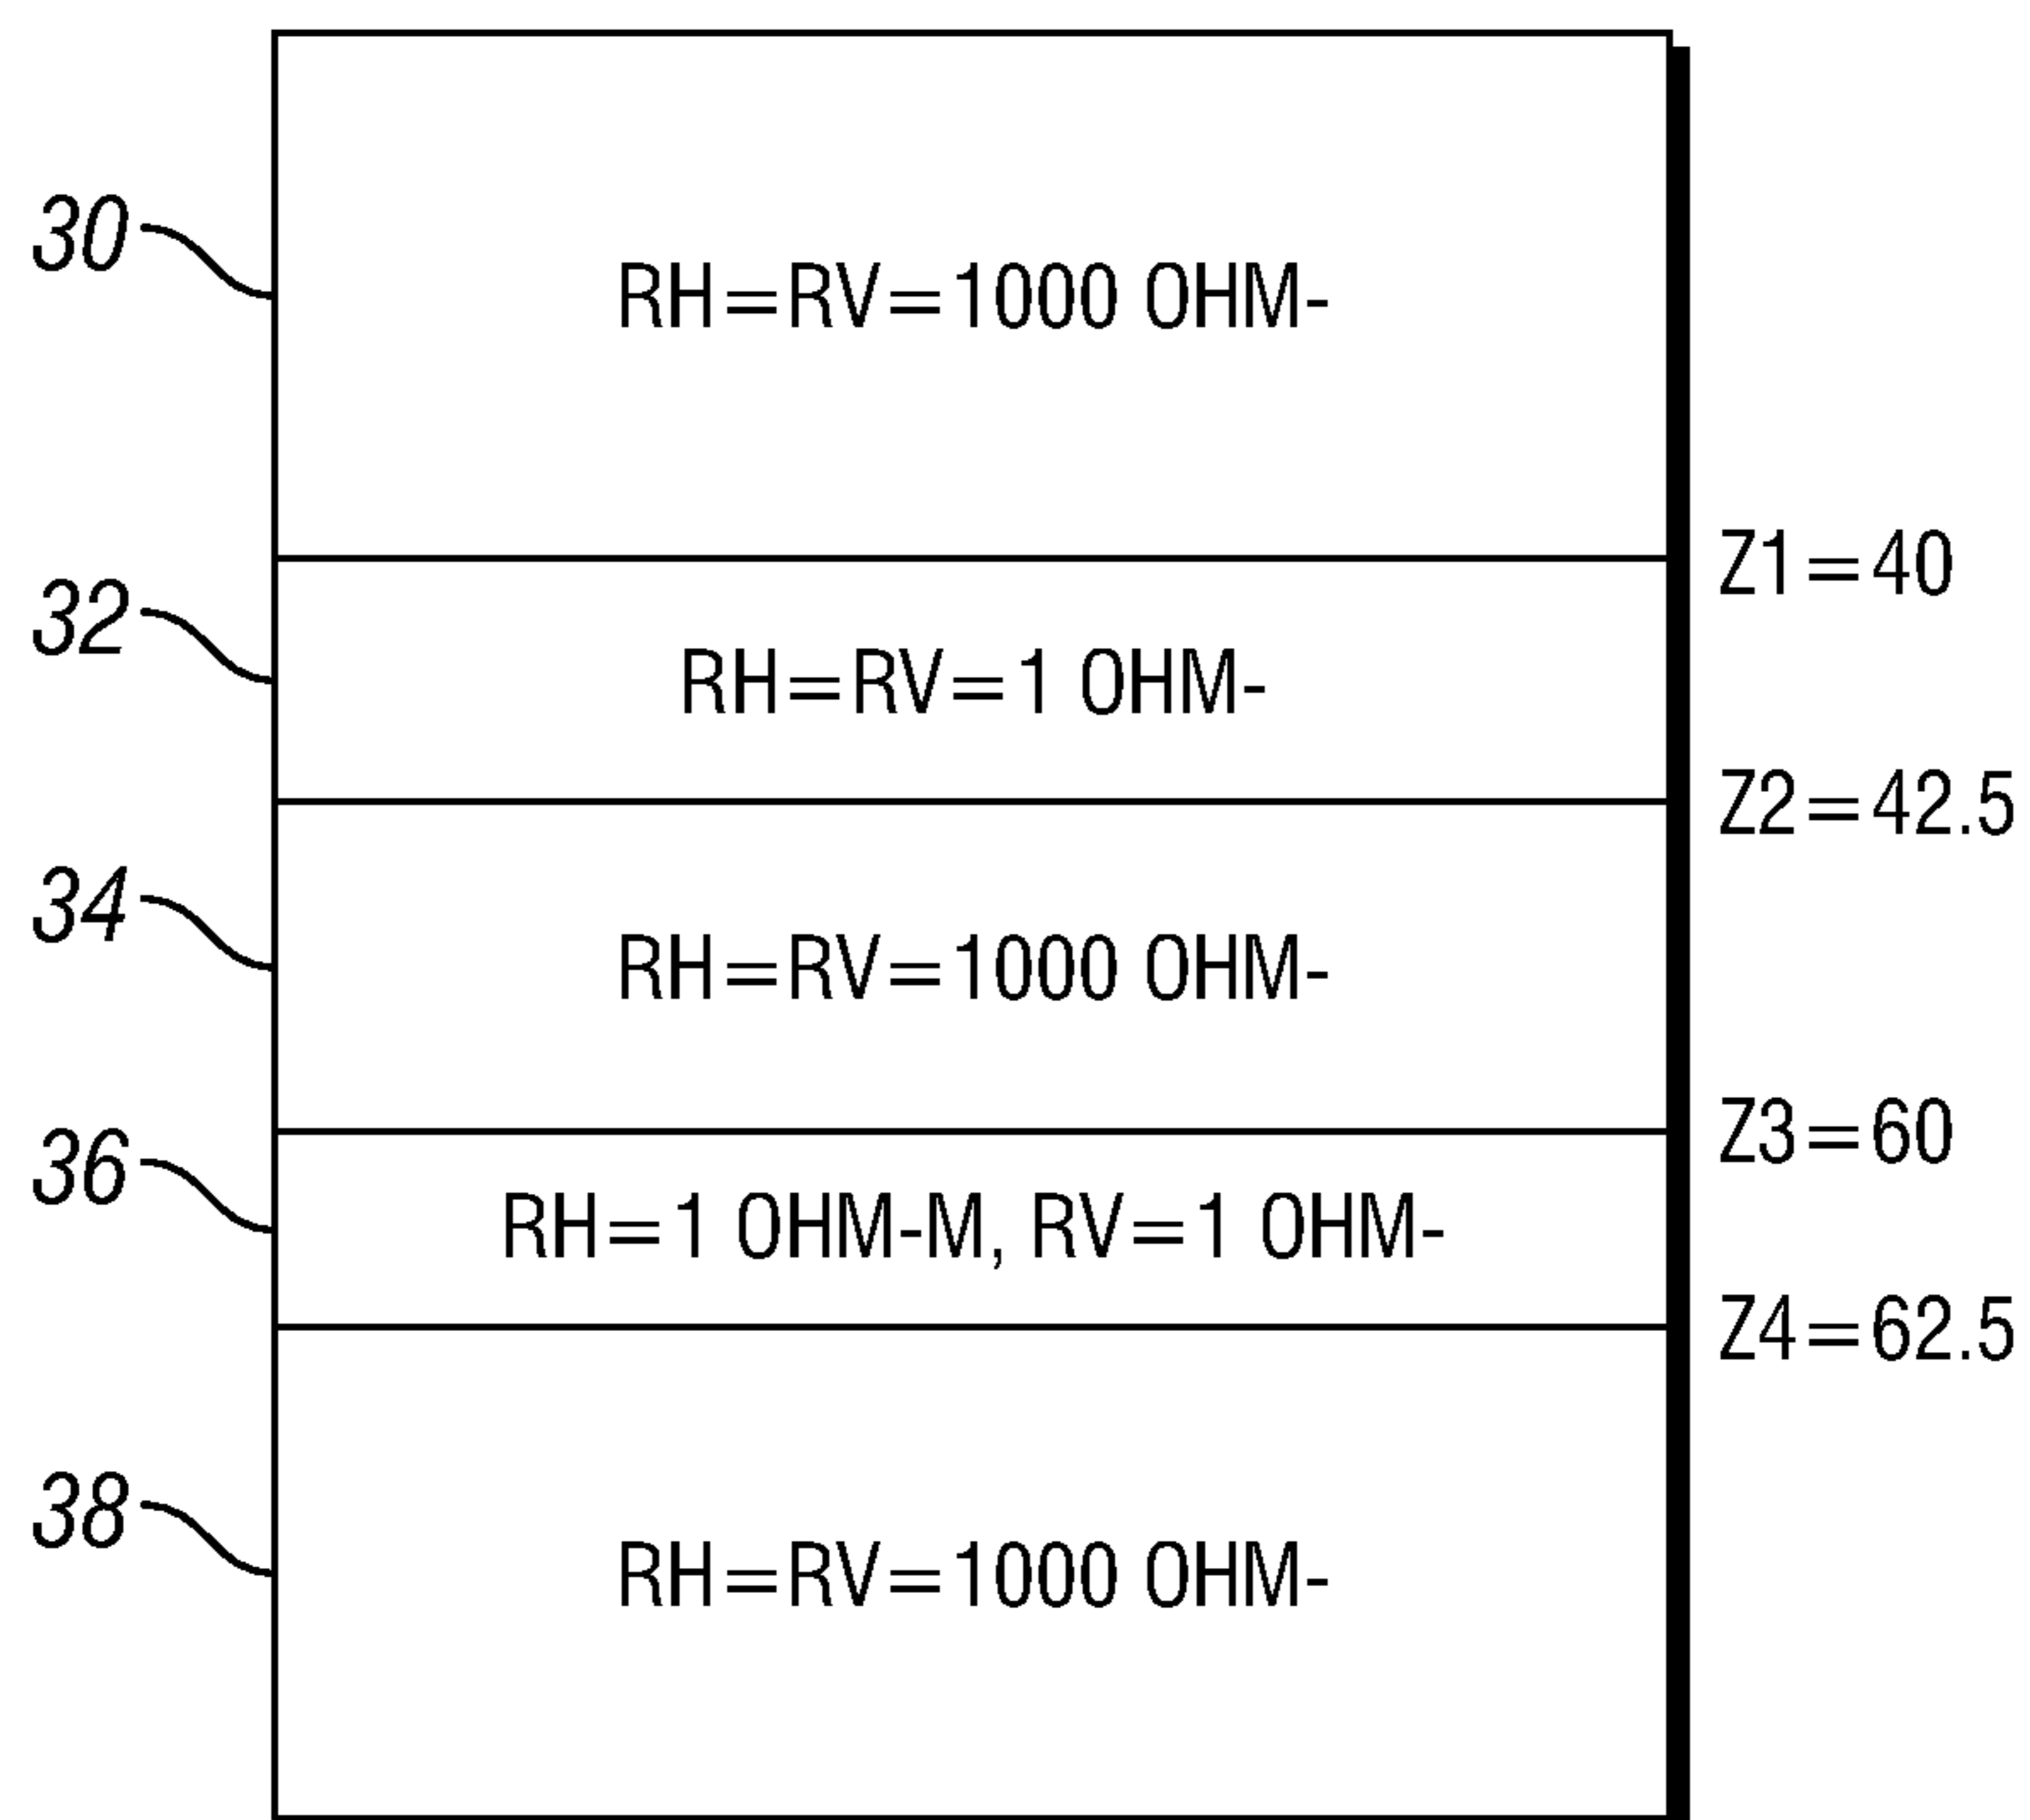 30
RH=RV=1000 OHM-
Z1=40
32
RH=RV=1 OHM-
Z2=42.5
34
RH=RV=1000 OHM-
Z3=60
36
RH=1 OHM-M, RV=1 OHM-
Z4=62.5
38
RH=RV=1000 OHM-